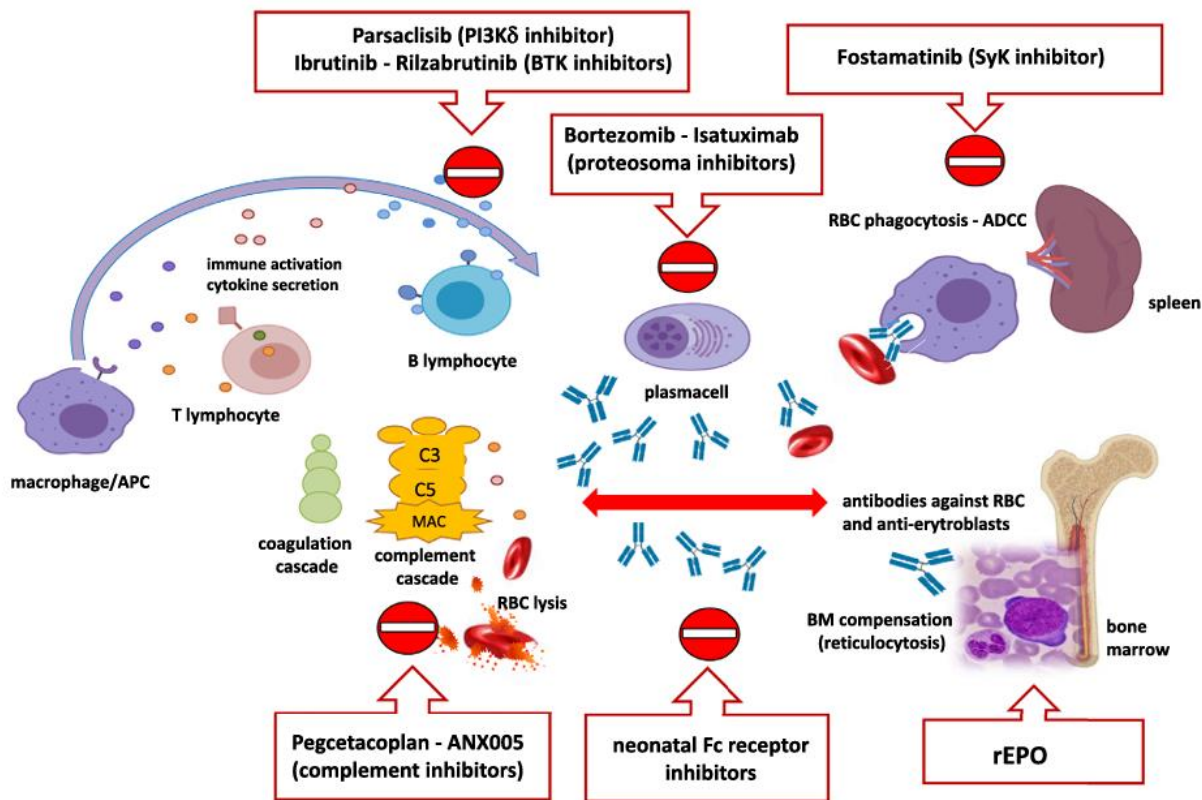 Parsaclisib (PI3Kδ inhibitor)
Ibrutinib - Rilzabrutinib (BTK inhibitors)
Fostamatinib (SyK inhibitor)
Bortezomib - Isatuximab
(proteosoma inhibitors)
RBC phagocytosis - ADCC
immune activation
cytokine secretion
spleen
B lymphocyte
plasmacell
T lymphocyte
macrophage/APC
C3
C5
MAC
antibodies against RBC
and anti-erytroblasts
coagulation
cascade
complement
cascade
RBC lysis
BM compensation
(reticulocytosis)
bone
marrow
Pegcetacoplan - ANX005
(complement inhibitors)
neonatal Fc receptor
inhibitors
rEPO